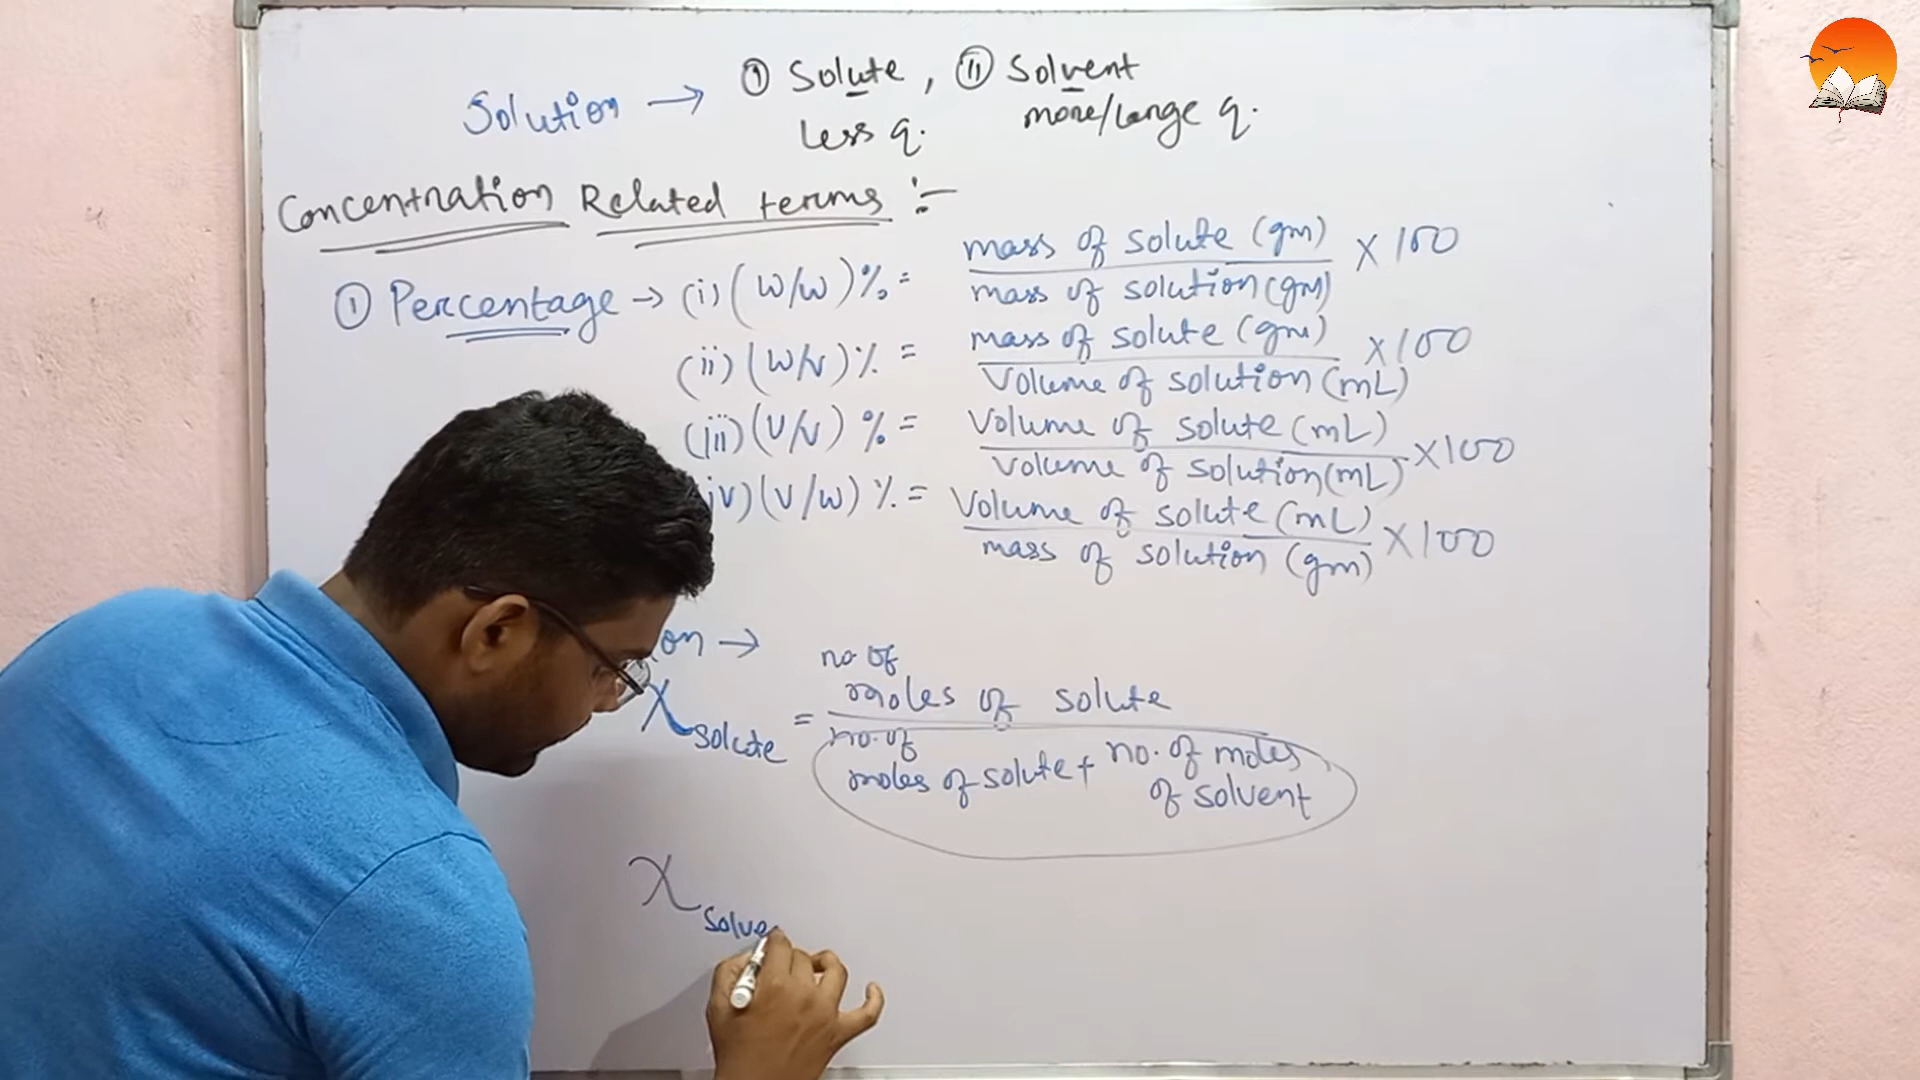 Solution → ① Solute , ② Solvent
less q. more/large q.
Concentration Related terms :-
① Percentage → (i) (W/W)% = mass of solute (gm) / mass of solution (gm) × 100
(ii) (W/V)% = mass of solute (gm) / Volume of solution (mL) × 100
(iii) (V/V) % = Volume of solute (mL) / Volume of solution (mL) × 100
iv) (V/W) % = Volume of solute (mL) / mass of solution (gm) × 100
on →
X solute = no of moles of solute / no. of moles of solute + no. of moles of solvent
X solve